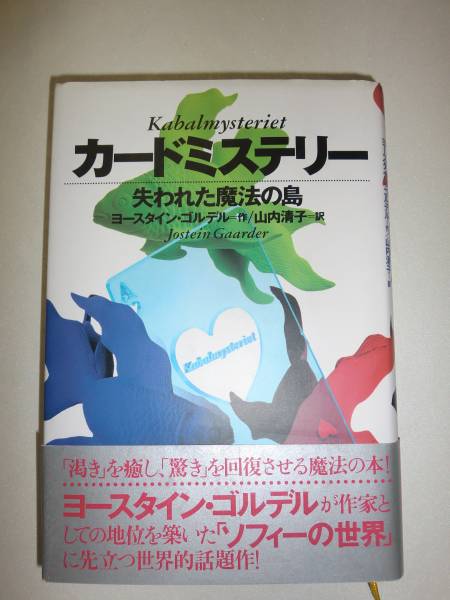 Kabalmysteriet
カードミステリー
失われた魔法の島
ヨースタイン・ゴルデル=作/山内清子=訳
Jostein Gaarder
Kabalmysteriet
「渇き」を癒し、「驚き」を回復させる魔法の本!
ヨースタイン・ゴルデルが作家と
しての地位を築いた「ソフィーの世界」
に先立つ世界的話題作!